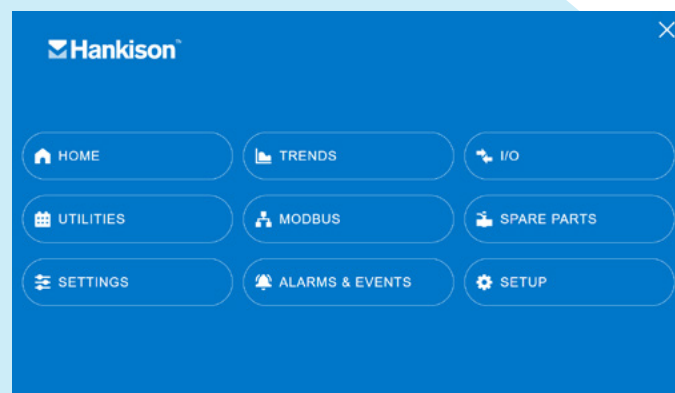 Hankison™
HOME
TRENDS
I/O
UTILITIES
MODBUS
SPARE PARTS
SETTINGS
ALARMS & EVENTS
SETUP